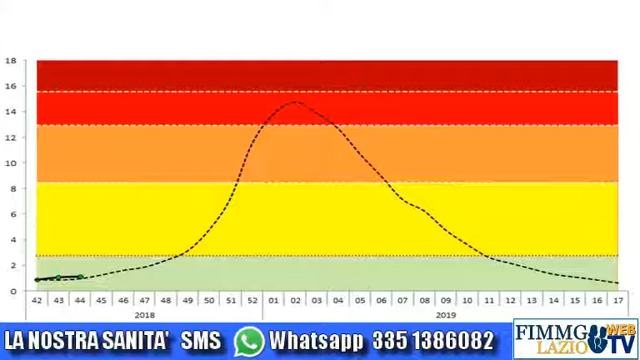 18
16
14
12
10
8
6
4
2
0
42 43 44 45 46 47 48 49 50 51 52 01 02 03 04 05 06 07 08 09 10 11 12 13 14 15 16 17
2018 2019
LA NOSTRA SANITA' SMS Whatsapp 335 1386082
FIMMG WEB
LAZIO TV